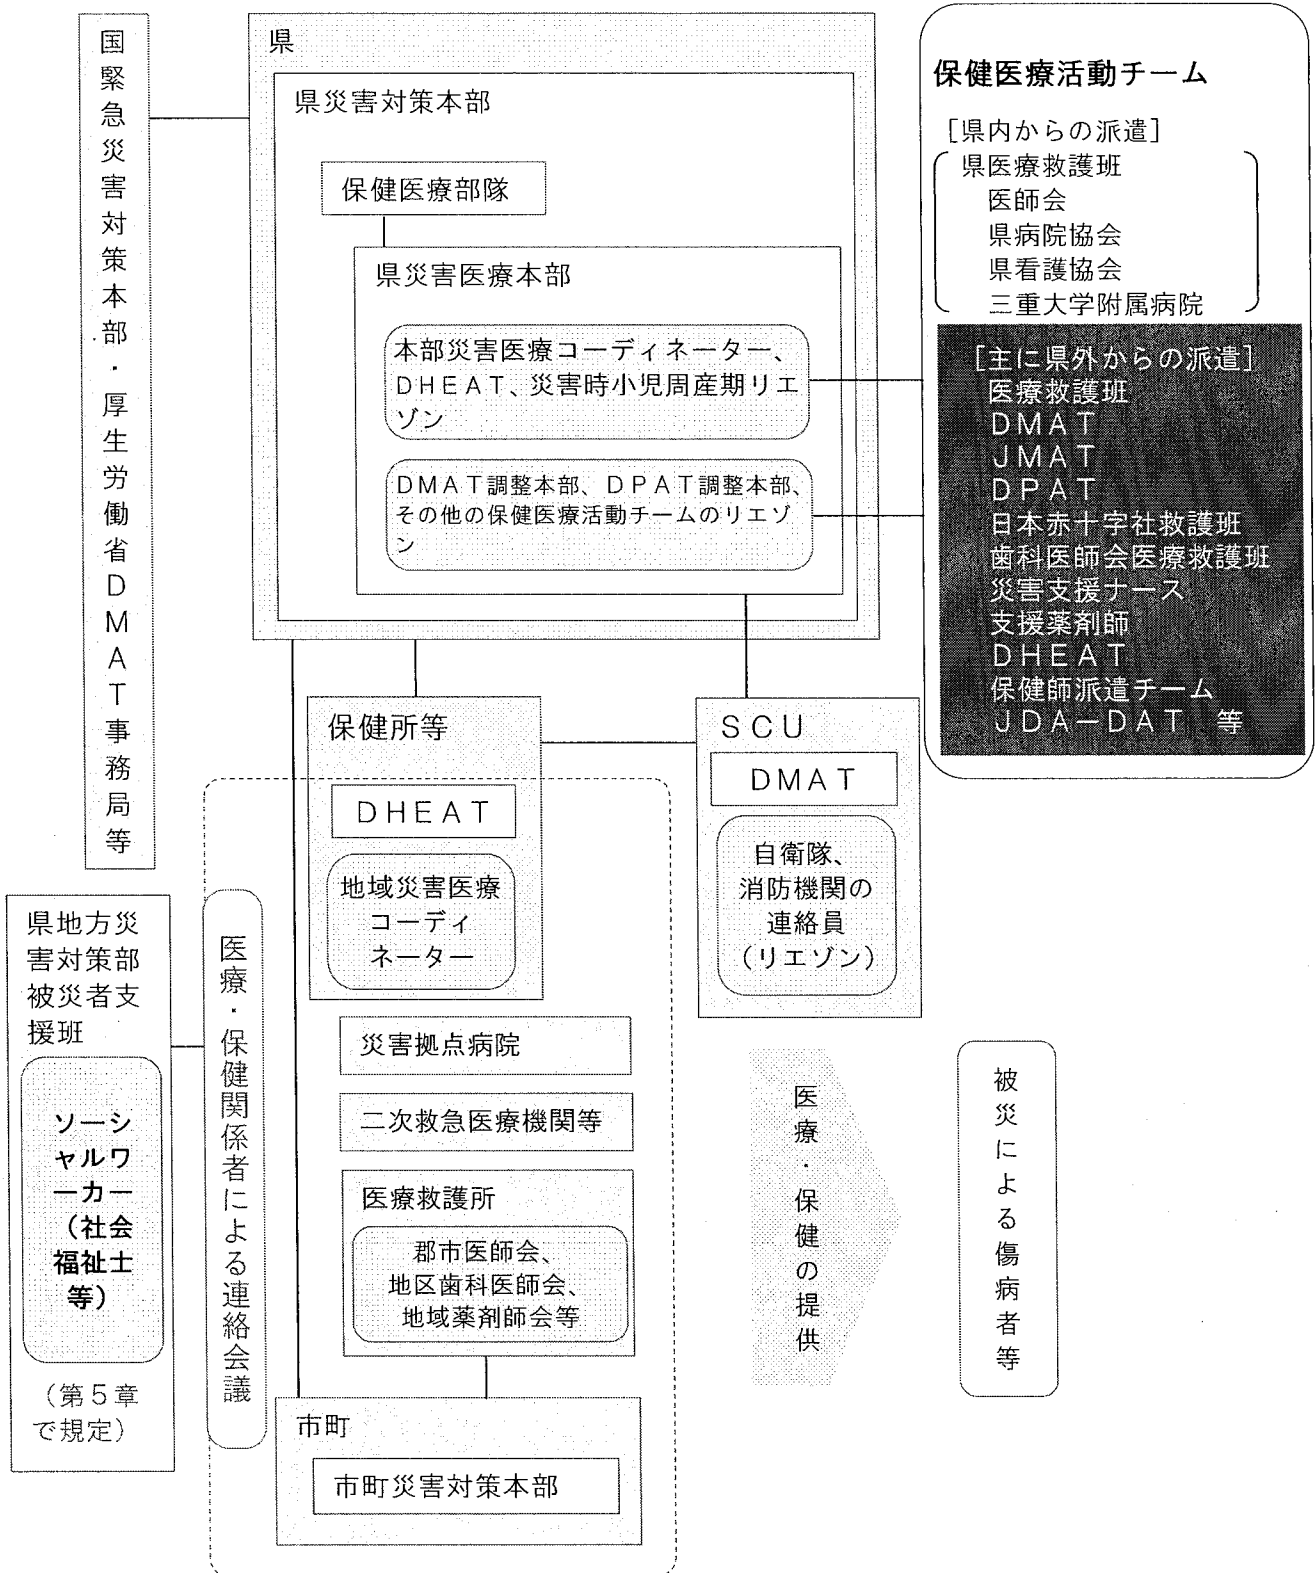 国緊急災害対策本部・厚生労働省DMAT事務局等
県
県災害対策本部
保健医療部隊
県災害医療本部
本部災害医療コーディネーター、
DHEAT、災害時小児周産期リエ
ゾン
DMAT調整本部、DPAT調整本部、
その他の保健医療活動チームのリエゾ
ン
保健医療活動チーム
[県内からの派遣]
県医療救護班
医師会
県病院協会
県看護協会
三重大学附属病院
[主に県外からの派遣]
医療救護班
DMAT
JMAT
DPAT
日本赤十字社救護班
歯科医師会医療救護班
災害支援ナース
支援薬剤師
DHEAT
保健師派遣チーム
JDA－DAT 等
保健所等
DHEAT
地域災害医療
コーディ
ネーター
SCU
DMAT
自衛隊、
消防機関の
連絡員
(リエゾン)
県地方災
害対策部
被災者支
援班
ソーシ
ャルワ
ーカー
(社会
福祉士
等)
(第5章
で規定)
医療・保健関係者による連絡会議
災害拠点病院
二次救急医療機関等
医療救護所
郡市医師会、
地区歯科医師会、
地域薬剤師会等
市町
市町災害対策本部
医療・保健の提供
被災による傷病者等